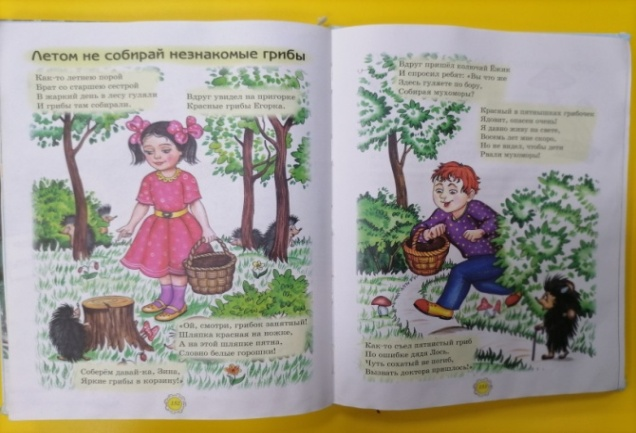 Летом не собирай незнакомые грибы
Как-то летнею порой
Брат со старшею сестрой
В жаркий день в лесу гуляли
И грибы там собирали.
Вдруг увидел на пригорке
Красные грибы Егорка.
«Ой, смотри, грибок занятный!
Шляпка красная на ножке,
А на этой шляпке пятна,
Словно белые горошки!
Соберём давай-ка, Зина,
Яркие грибы в корзину!»
Вдруг пришёл колючий Ёжик
И спросил ребят: «Вы что же
Здесь гуляете по бору,
Собирая мухоморы?
Красный в пятнышках грибочек
Ядовит, опасен очень!
Я давно живу на свете,
Восемь лет мне скоро,
Но не видел, чтобы дети
Рвали мухоморы!
Как-то съел пятнистый гриб
По ошибке дядя Лось,
Чуть сохатый не погиб,
Вызвать доктора пришлось!»